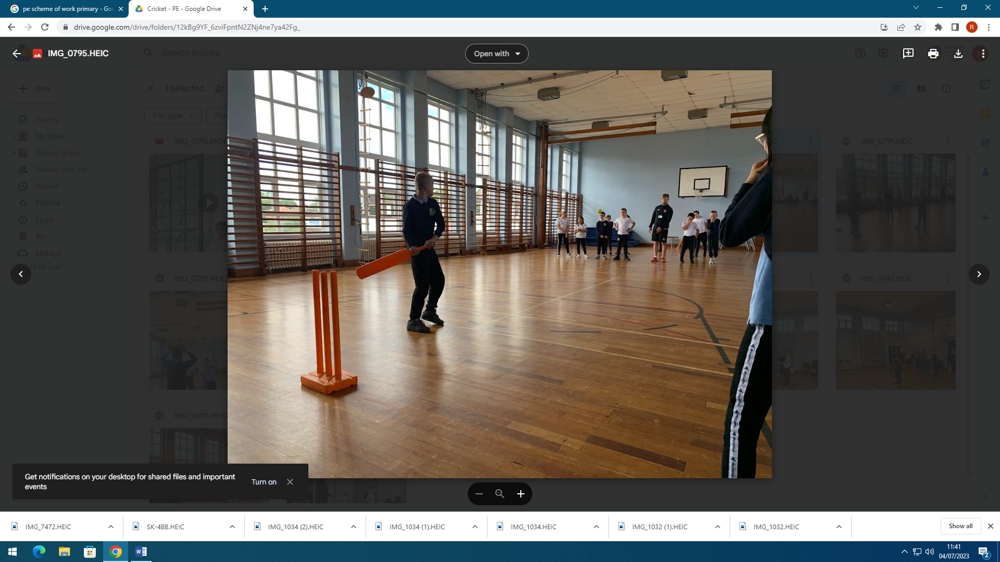 pe scheme of work primary - Goo
Cricket - PE - Google Drive
drive.google.com/drive/folders/12kBg9YF_6zviFpntN2ZNj4ne7ya42Fg_
R
IMG_0795.HEIC
Search in Drive
Open with
New
1 selected
File type
Peo
Priority
My Drive
Shared drives
Shared with me
Recent
Starred
Spam
Bin
Storage
GB used
IMG_0796.MOV
IMG_0791.HEIC
IMG_0793.HEIC
IMG_9481.HEIC
IMG_9479.HEIC
Get notifications on your desktop for shared files and important
events
Turn on
IMG_7472.HEIC
SK-4BB.HEIC
IMG_1034 (2).HEIC
IMG_1034 (1).HEIC
IMG_1034.HEIC
IMG_1032 (1).HEIC
IMG_1032.HEIC
Show all
11:41
04/07/2023
2